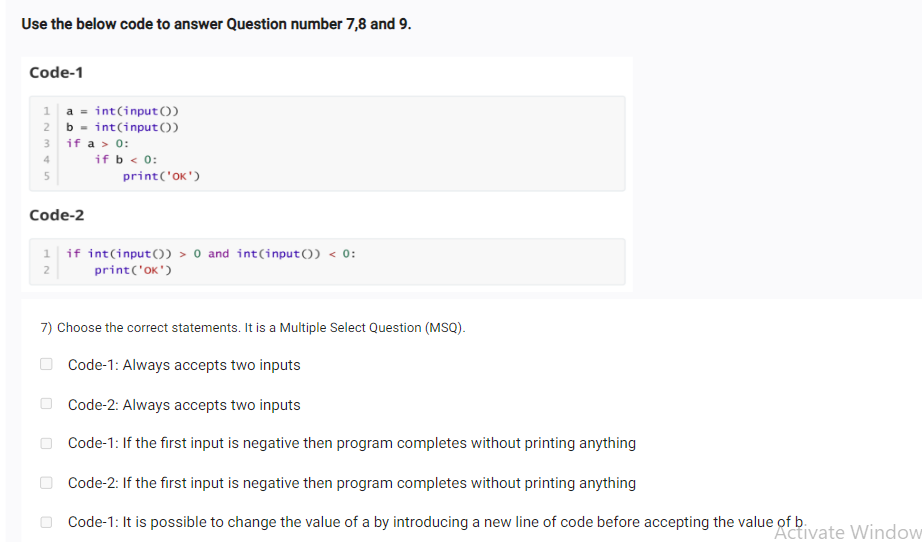 Use the below code to answer Question number 7,8 and 9.
Code-1
1 a = int(input())
2 b = int(input())
3 if a > 0:
4     if b < 0:
5         print('OK')
Code-2
1 if int(input()) > 0 and int(input()) < 0:
2     print('OK')
7) Choose the correct statements. It is a Multiple Select Question (MSQ).
Code-1: Always accepts two inputs
Code-2: Always accepts two inputs
Code-1: If the first input is negative then program completes without printing anything
Code-2: If the first input is negative then program completes without printing anything
Code-1: It is possible to change the value of a by introducing a new line of code before accepting the value of b.
Activate Window